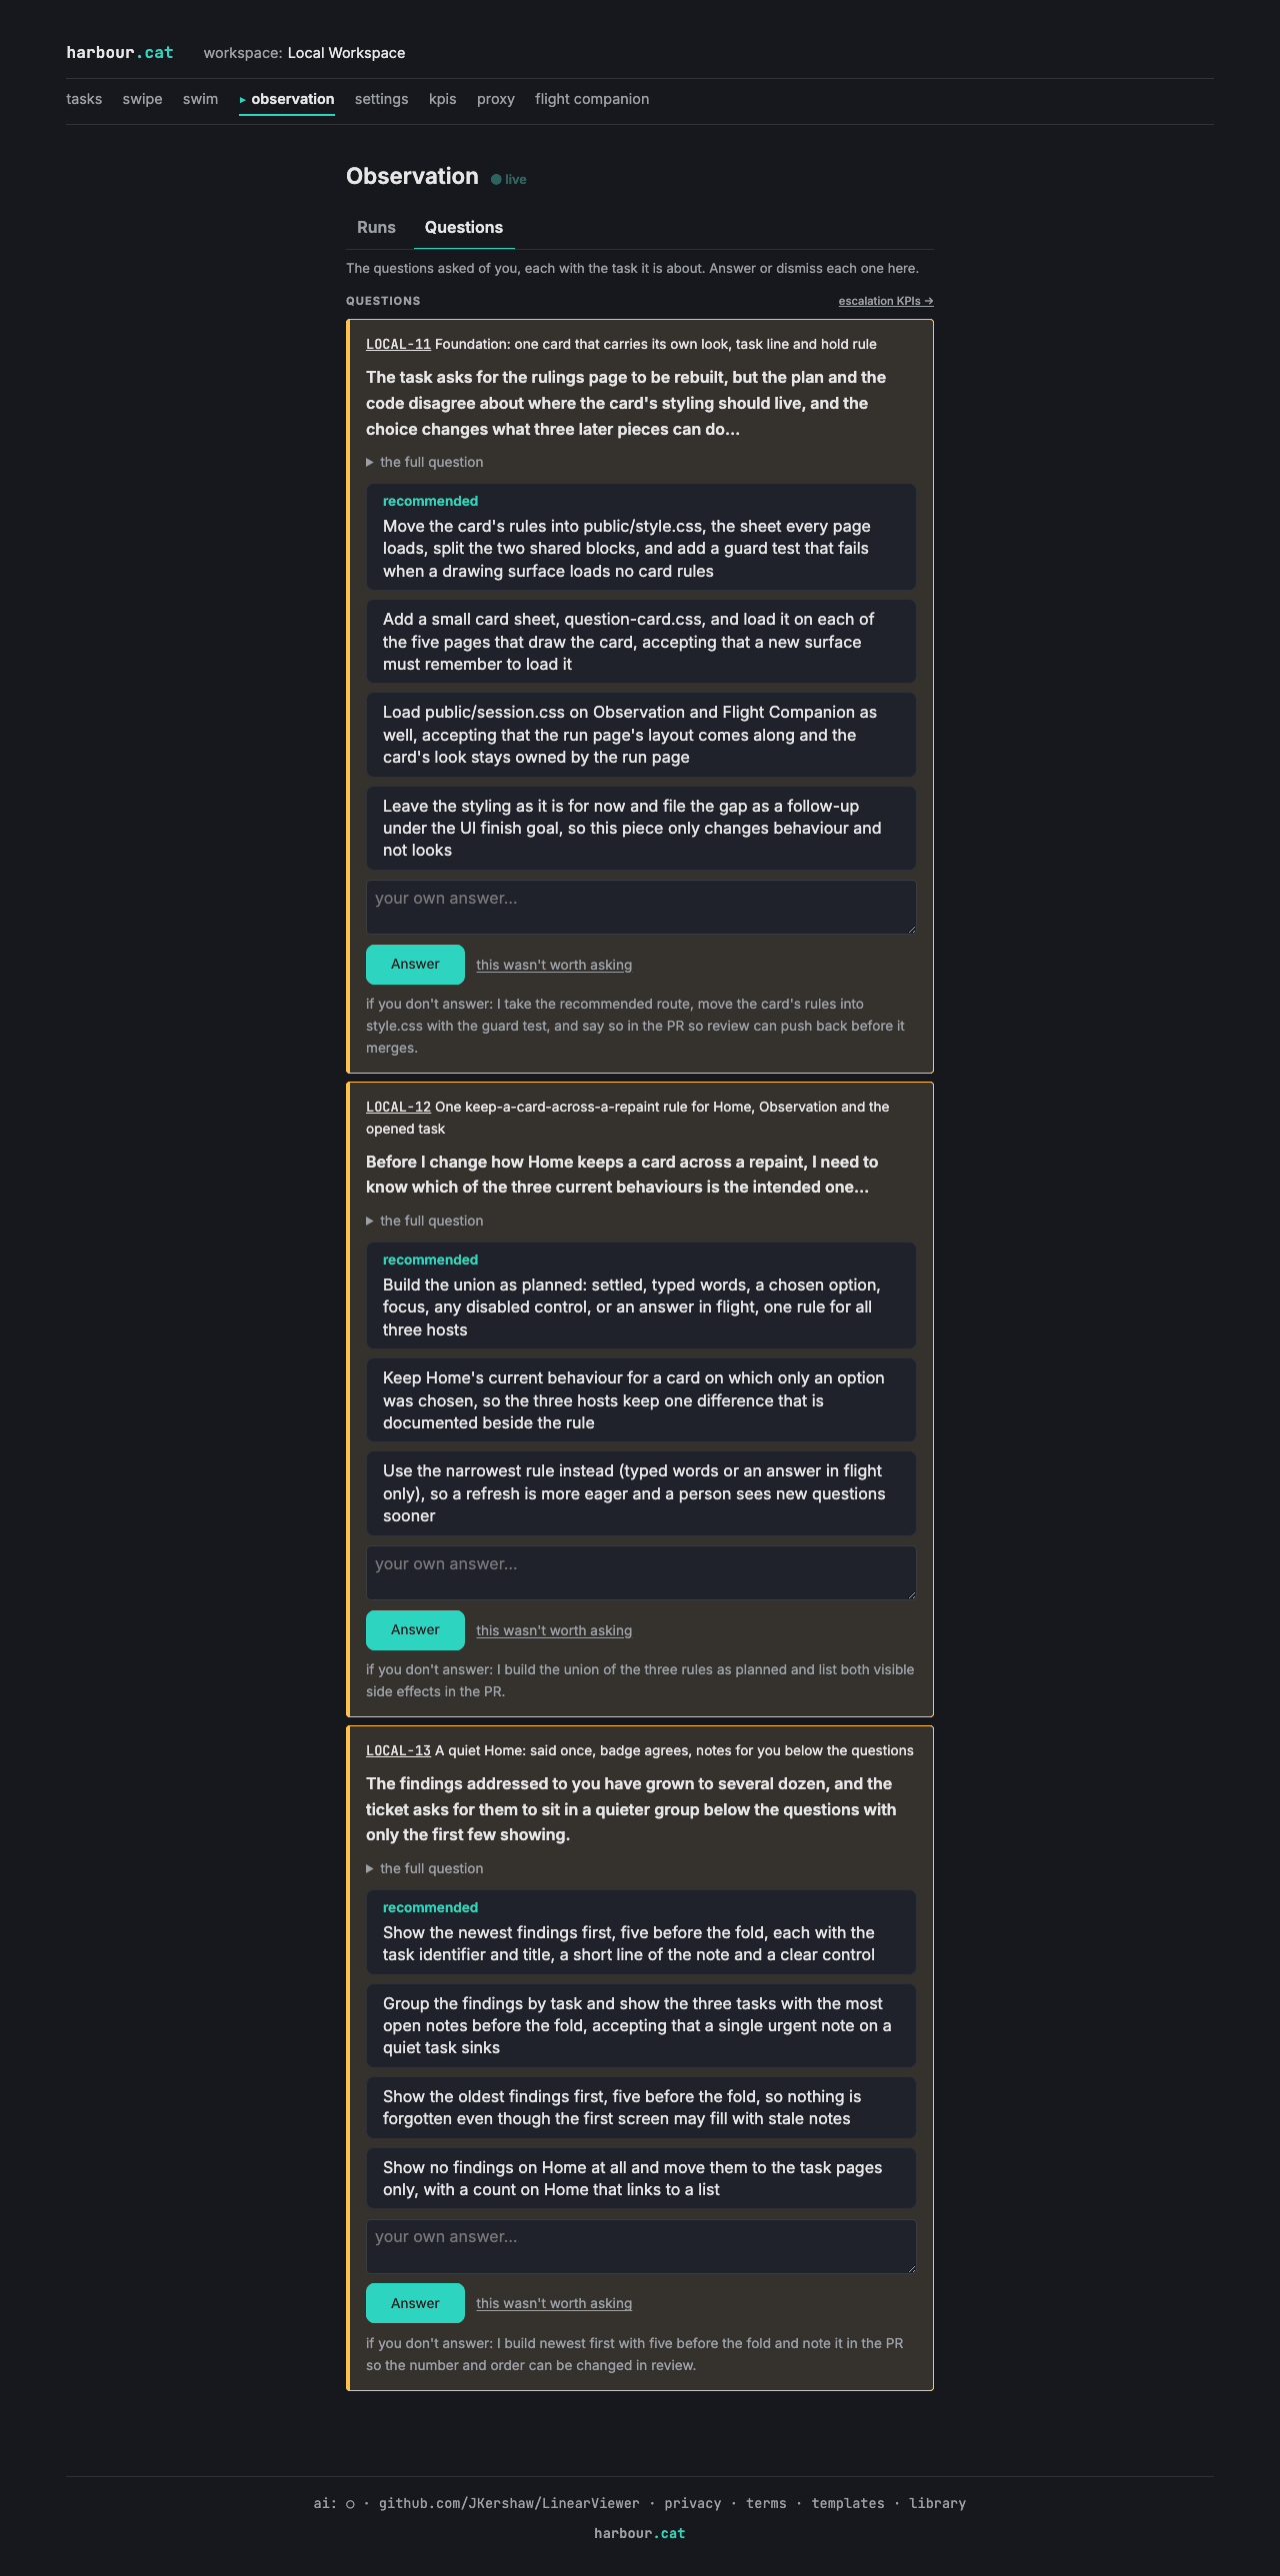 harbour.cat workspace: Local Workspace
tasks swipe swim ▸ observation settings kpis proxy flight companion
Observation ● live
Runs Questions
The questions asked of you, each with the task it is about. Answer or dismiss each one here.
QUESTIONS escalation KPIs →
LOCAL-11 Foundation: one card that carries its own look, task line and hold rule
The task asks for the rulings page to be rebuilt, but the plan and the
code disagree about where the card's styling should live, and the
choice changes what three later pieces can do…
▶ the full question
recommended
Move the card's rules into public/style.css, the sheet every page
loads, split the two shared blocks, and add a guard test that fails
when a drawing surface loads no card rules
Add a small card sheet, question-card.css, and load it on each of
the five pages that draw the card, accepting that a new surface
must remember to load it
Load public/session.css on Observation and Flight Companion as
well, accepting that the run page's layout comes along and the
card's look stays owned by the run page
Leave the styling as it is for now and file the gap as a follow-up
under the UI finish goal, so this piece only changes behaviour and
not looks
your own answer…
Answer this wasn't worth asking
if you don't answer: I take the recommended route, move the card's rules into
style.css with the guard test, and say so in the PR so review can push back before it
merges.
LOCAL-12 One keep-a-card-across-a-repaint rule for Home, Observation and the
opened task
Before I change how Home keeps a card across a repaint, I need to
know which of the three current behaviours is the intended one…
▶ the full question
recommended
Build the union as planned: settled, typed words, a chosen option,
focus, any disabled control, or an answer in flight, one rule for all
three hosts
Keep Home's current behaviour for a card on which only an option
was chosen, so the three hosts keep one difference that is
documented beside the rule
Use the narrowest rule instead (typed words or an answer in flight
only), so a refresh is more eager and a person sees new questions
sooner
your own answer…
Answer this wasn't worth asking
if you don't answer: I build the union of the three rules as planned and list both visible
side effects in the PR.
LOCAL-13 A quiet Home: said once, badge agrees, notes for you below the questions
The findings addressed to you have grown to several dozen, and the
ticket asks for them to sit in a quieter group below the questions with
only the first few showing.
▶ the full question
recommended
Show the newest findings first, five before the fold, each with the
task identifier and title, a short line of the note and a clear control
Group the findings by task and show the three tasks with the most
open notes before the fold, accepting that a single urgent note on a
quiet task sinks
Show the oldest findings first, five before the fold, so nothing is
forgotten even though the first screen may fill with stale notes
Show no findings on Home at all and move them to the task pages
only, with a count on Home that links to a list
your own answer…
Answer this wasn't worth asking
if you don't answer: I build newest first with five before the fold and note it in the PR
so the number and order can be changed in review.
ai: ○ · github.com/JKershaw/LinearViewer · privacy · terms · templates · library
harbour.cat